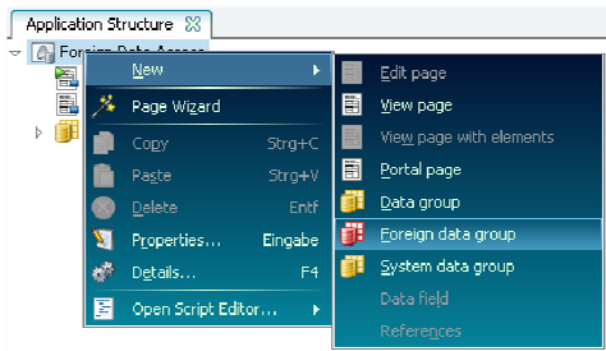 Application Structure
Foreign Data Access
New
Page Wizard
Copy Strg+C
Paste Strg+V
Delete Entf
Properties... Eingabe
Details... F4
Open Script Editor...
Edit page
View page
View page with elements
Portal page
Data group
Foreign data group
System data group
Data field
References